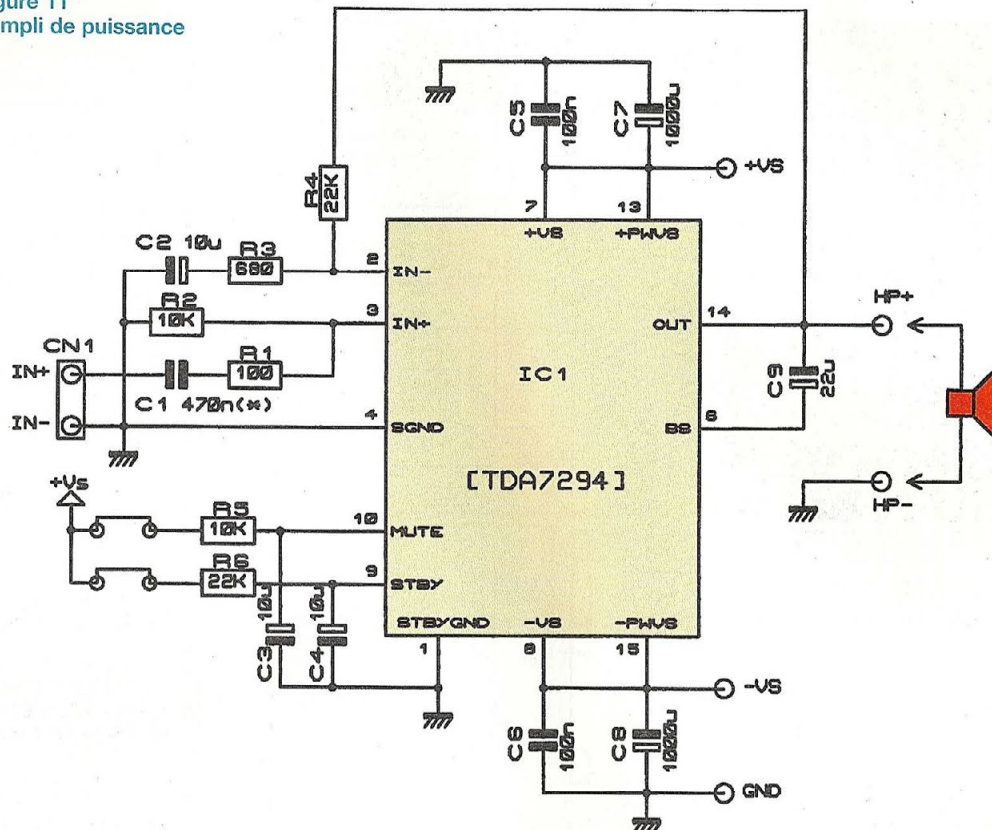 gure 11
mpli de puissance
C5
100n
C7
1000u
+VS
R4
22K
7
13
+VS
+PWVS
C2 10u
R3
680
2
IN-
R2
10K
3
IN+
HP+
14
OUT
CN1
R1
100
IN+
C1 470n(*)
IC1
C9
22u
IN-
4
SGND
BS
[TDA7294]
+Vs
HP-
R5
10K
10
MUTE
R6
22K
9
STBY
10u
10u
C3
C4
STBYGND
-VS
-PWVS
1
15
-VS
C6
100n
C8
1000u
GND